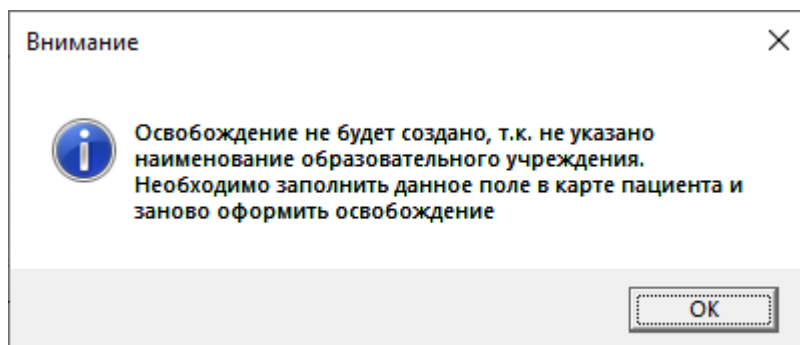 Внимание
Освобождение не будет создано, т.к. не указано
наименование образовательного учреждения.
Необходимо заполнить данное поле в карте пациента и
заново оформить освобождение
ОК